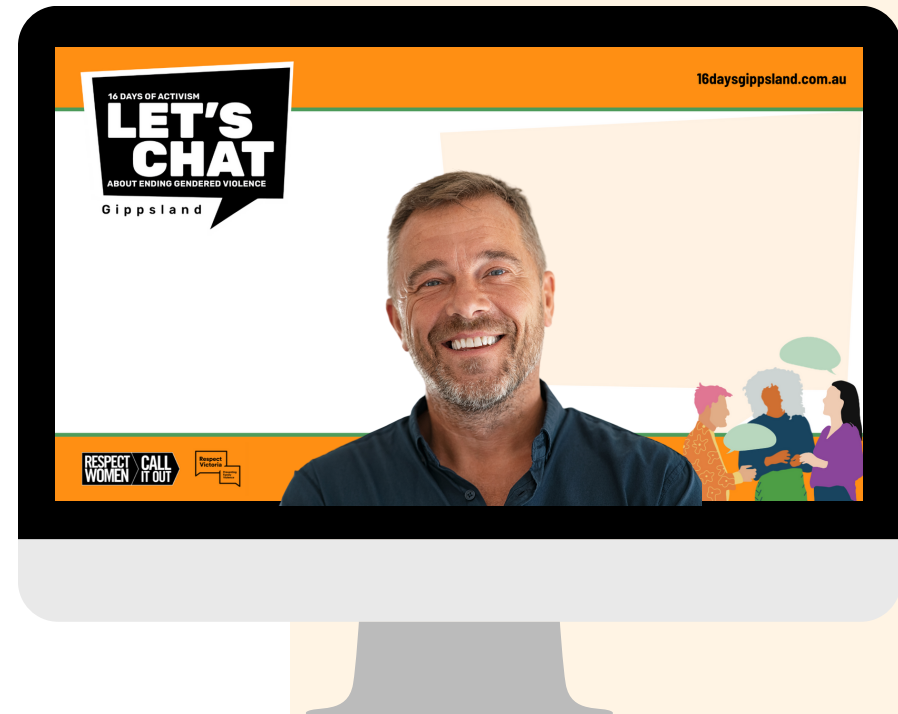 16daysgippsland.com.au
16 DAYS OF ACTIVISM
LET'S
CHAT
ABOUT ENDING GENDERED VIOLENCE
Gippsland
RESPECT WOMEN
CALL IT OUT
Respect
Victoria